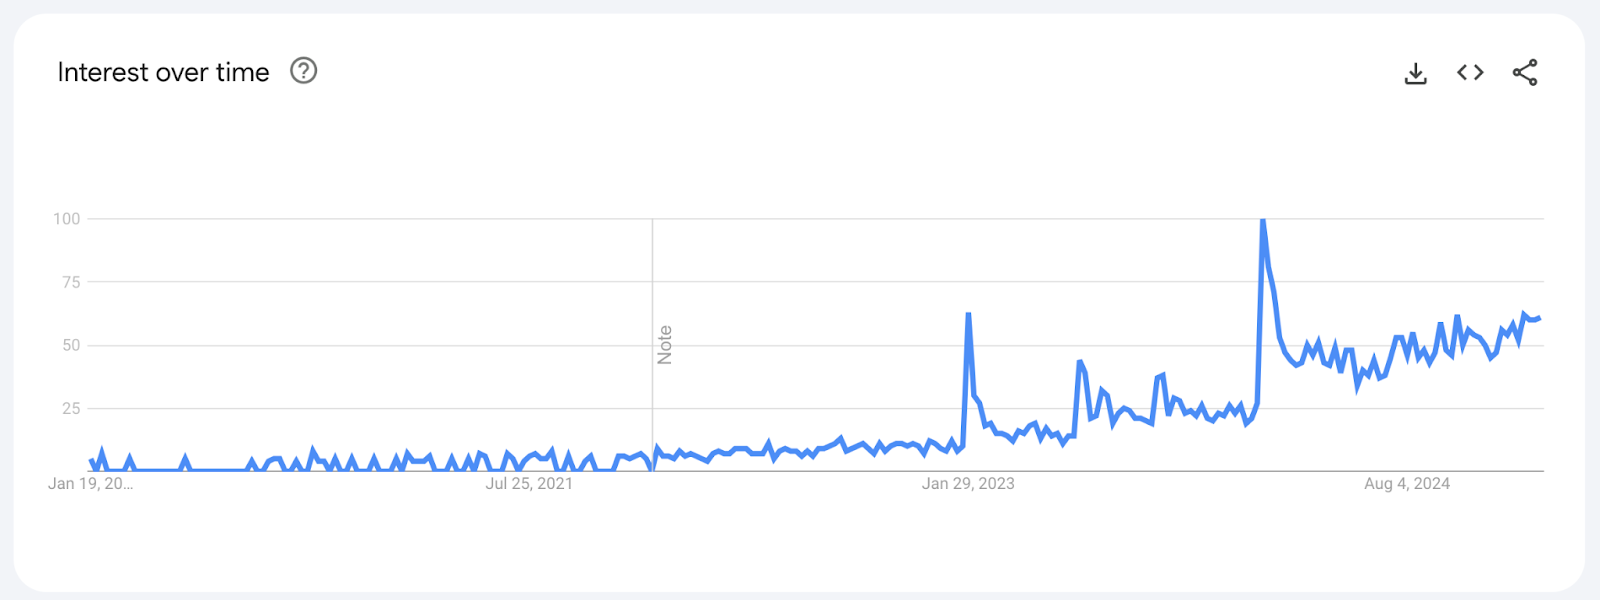 Interest over time
100
75
50
25
Note
Jan 19, 20...
Jul 25, 2021
Jan 29, 2023
Aug 4, 2024